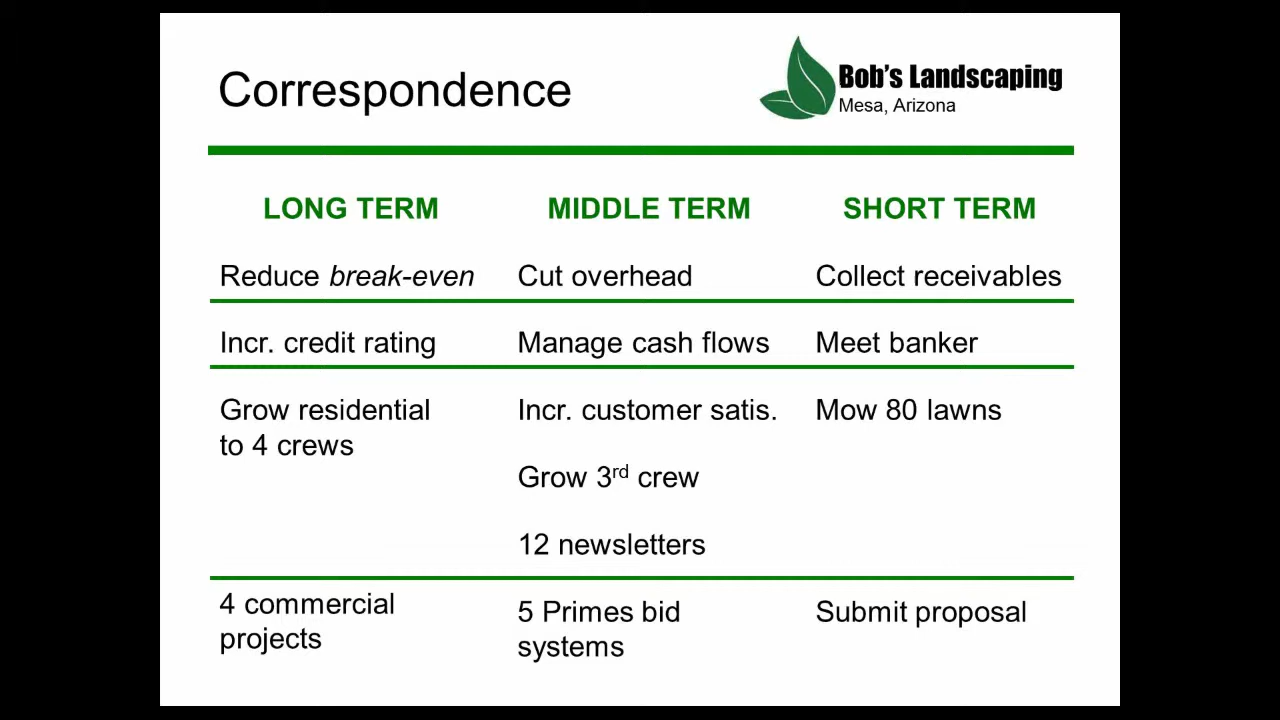 Correspondence
Bob's Landscaping
Mesa, Arizona
LONG TERM MIDDLE TERM SHORT TERM
Reduce break-even Cut overhead Collect receivables
Incr. credit rating Manage cash flows Meet banker
Grow residential Incr. customer satis. Mow 80 lawns
to 4 crews
Grow 3rd crew
12 newsletters
4 commercial 5 Primes bid Submit proposal
projects systems